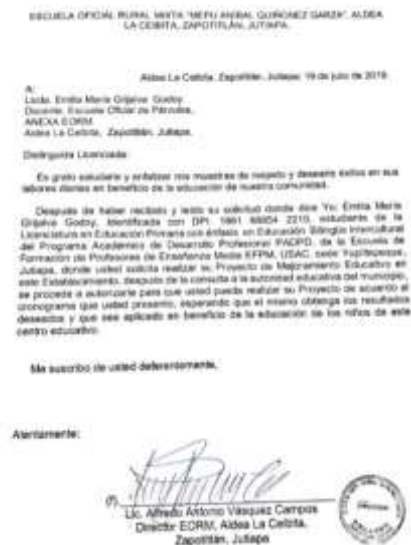 ESCUELA OFICIAL RURAL MIXTA "MEPU ANIBAL QUIÑONEZ GARZA", ALDEA
LA CEIBITA, ZAPOTITLÁN, JUTIAPA.
Aldea La Ceibita, Zapotitlán, Jutiapa; 19 de julio de 2019.
A:
Licda. Emilia María Grijalva Godoy
Docente, Escuela Oficial de Párvulos,
ANEXA EORM
Aldea La Ceibita, Zapotitlán, Jutiapa.
Distinguida Licenciada:
Es grato saludarle y enfatizar mis muestras de respeto y desearle éxitos en sus
labores diarias en beneficio de la educación de nuestra comunidad.
Después de haber recibido y leído su solicitud donde dice Yo: Emilia María
Grijalva Godoy, Identificada con DPI 2210, estudiante de la
Licenciatura en Educación Primaria con énfasis en Educación Bilingüe Intercultural
del Programa Académico de Desarrollo Profesional PADPD, de la Escuela de
Formación de Profesores de Enseñanza Media EFPM, USAC, sede Yupiltepeque,
Jutiapa, donde usted solicita realizar su Proyecto de Mejoramiento Educativo en
este Establecimiento, después de la consulta a la autoridad educativa del municipio,
se procede a autorizarle para que usted pueda realizar su Proyecto de acuerdo al
cronograma que usted presentó, esperando que el mismo obtenga los resultados
deseados y que sea aplicado en beneficio de la educación de los niños de este
centro educativo.
Me suscribo de usted deferentemente,
Atentamente:
(f)
Lic. Alfredo Antonio Vásquez Campos
Director EORM, Aldea La Ceibita,
Zapotitlán, Jutiapa